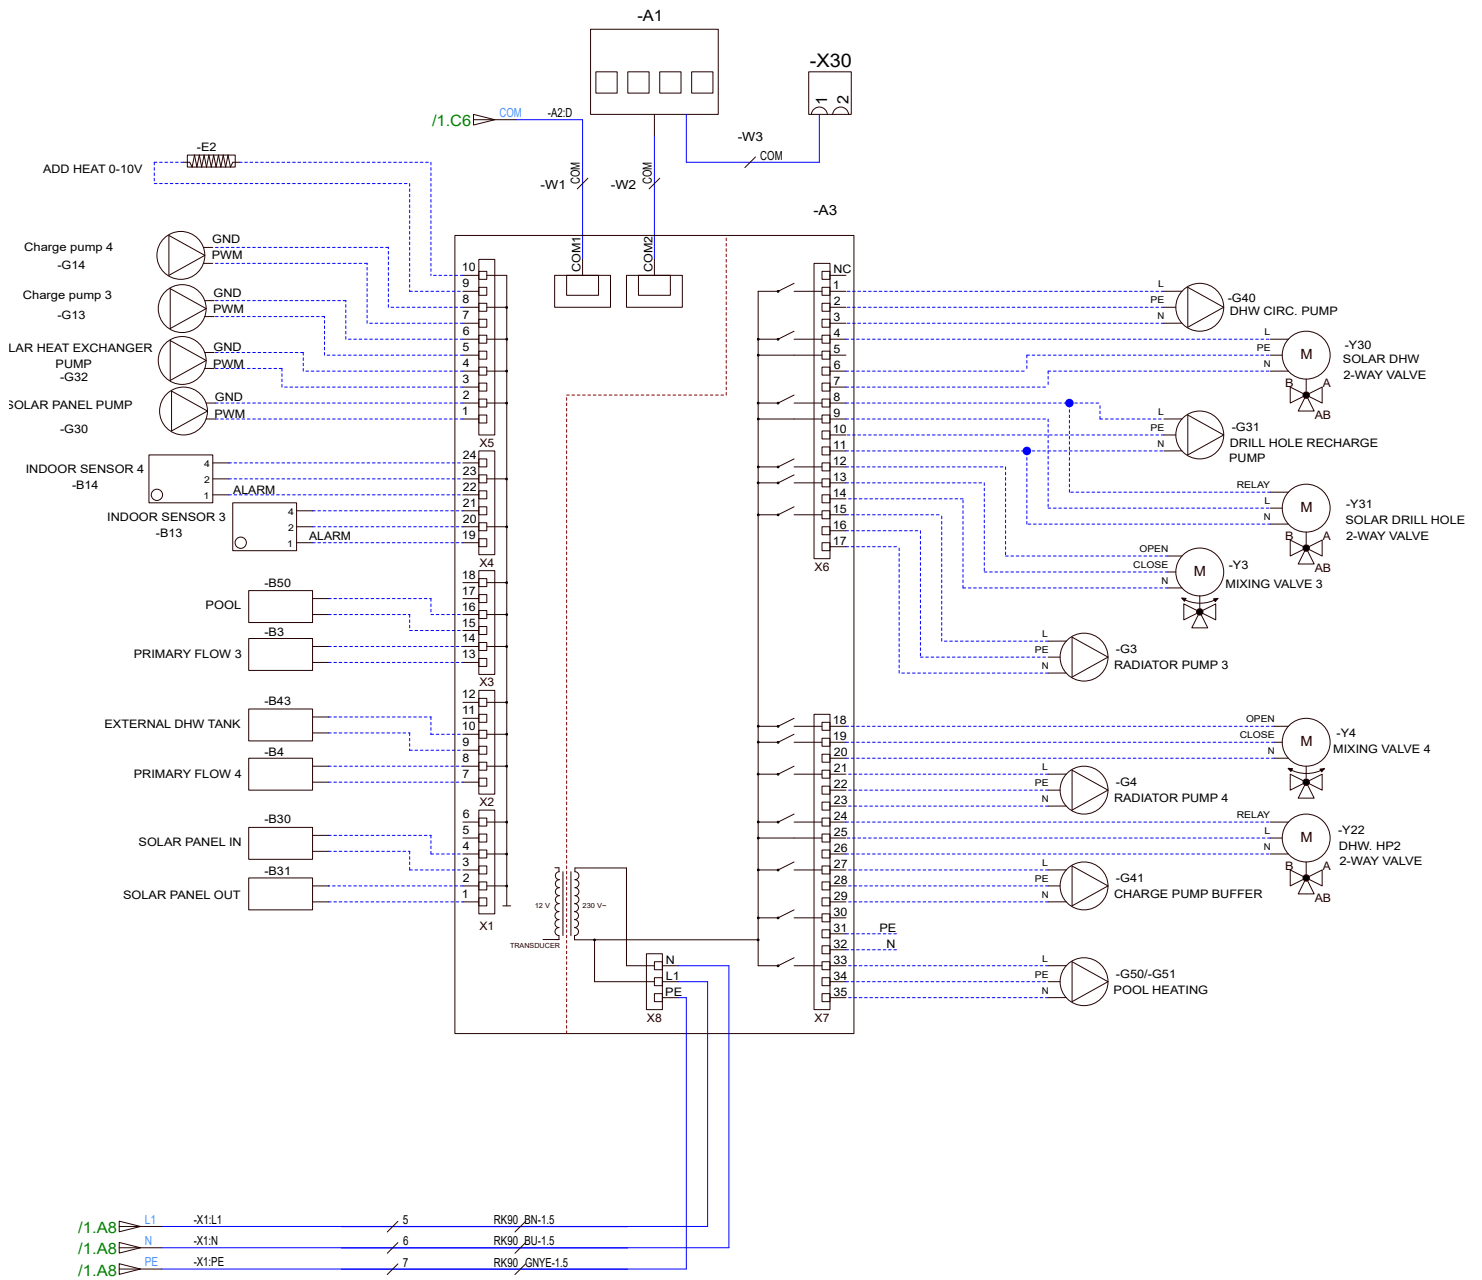 -A1
-X30
1
2
/1.C6
COM
-A2:D
-W3
COM
-E2
ADD HEAT 0-10V
-W1
COM
-W2
COM
-A3
COM1
COM2
Charge pump 4
-G14
GND
PWM
Charge pump 3
-G13
GND
PWM
LAR HEAT EXCHANGER
PUMP
-G32
GND
PWM
SOLAR PANEL PUMP
-G30
GND
PWM
10
9
8
7
6
5
4
3
2
1
X5
INDOOR SENSOR 4
-B14
4
2
1
ALARM
INDOOR SENSOR 3
-B13
4
2
1
ALARM
24
23
22
21
20
19
X4
-B50
POOL
-B3
PRIMARY FLOW 3
18
17
16
15
14
13
X3
-B43
EXTERNAL DHW TANK
-B4
PRIMARY FLOW 4
12
11
10
9
8
7
X2
-B30
SOLAR PANEL IN
-B31
SOLAR PANEL OUT
6
5
4
3
2
1
X1
12 V
230 V~
TRANSDUCER
N
L1
PE
X8
NC
1
2
3
4
5
6
7
8
9
10
11
12
13
14
15
16
17
X6
L
PE
N
-G40
DHW CIRC. PUMP
L
PE
N
M
B
A
AB
-Y30
SOLAR DHW
2-WAY VALVE
L
PE
N
-G31
DRILL HOLE RECHARGE
PUMP
RELAY
L
N
M
B
A
AB
-Y31
SOLAR DRILL HOLE
2-WAY VALVE
OPEN
CLOSE
N
M
-Y3
MIXING VALVE 3
L
PE
N
-G3
RADIATOR PUMP 3
18
19
20
21
22
23
24
25
26
27
28
29
30
31
32
33
34
35
X7
OPEN
CLOSE
N
M
-Y4
MIXING VALVE 4
L
PE
N
-G4
RADIATOR PUMP 4
RELAY
L
N
M
B
A
AB
-Y22
DHW. HP2
2-WAY VALVE
L
PE
N
-G41
CHARGE PUMP BUFFER
PE
N
L
PE
N
-G50/-G51
POOL HEATING
/1.A8 L1 -X1:L1 5 RK90 BN-1.5
/1.A8 N -X1:N 6 RK90 BU-1.5
/1.A8 PE -X1:PE 7 RK90 GNYE-1.5